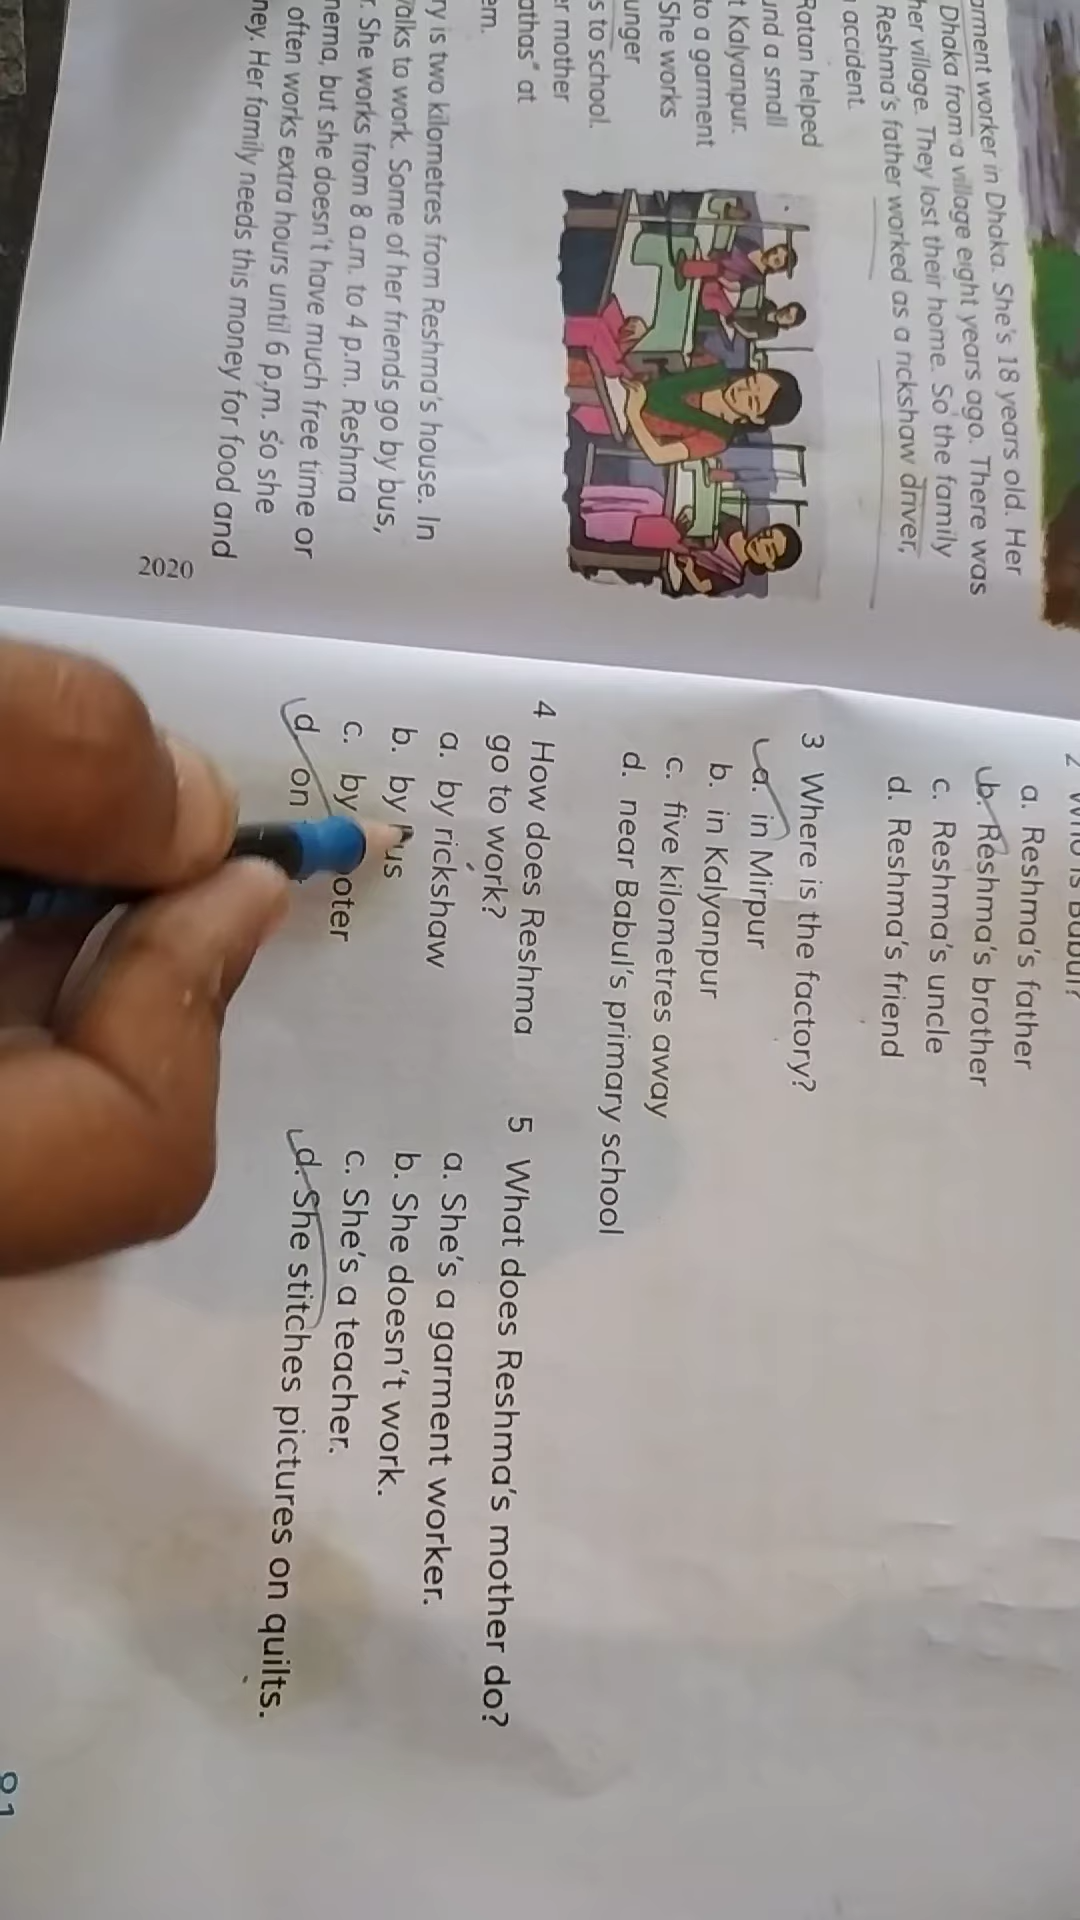 arment worker in Dhaka. She's 18 years old. Her
Dhaka from a village eight years ago. There was
her village. They lost their home. So the family
Reshma's father worked as a rickshaw driver,
accident.
Ratan helped
und a small
t Kalyanpur.
to a garment
She works
unger
s to school.
er mother
athas" at
em.
ry is two kilometres from Reshma's house. In
alks to work. Some of her friends go by bus,
r. She works from 8 a.m. to 4 p.m. Reshma
nema, but she doesn't have much free time or
often works extra hours until 6 p.m. so she
ney. Her family needs this money for food and
2020
2 Who is Babul?
a. Reshma's father
b. Reshma's brother
c. Reshma's uncle
d. Reshma's friend
3 Where is the factory?
a. in Mirpur
b. in Kalyanpur
c. five kilometres away
d. near Babul's primary school
4 How does Reshma
go to work?
a. by rickshaw
b. by us
c. by oter
d. on
5 What does Reshma's mother do?
a. She's a garment worker.
b. She doesn't work.
c. She's a teacher.
d. She stitches pictures on quilts.